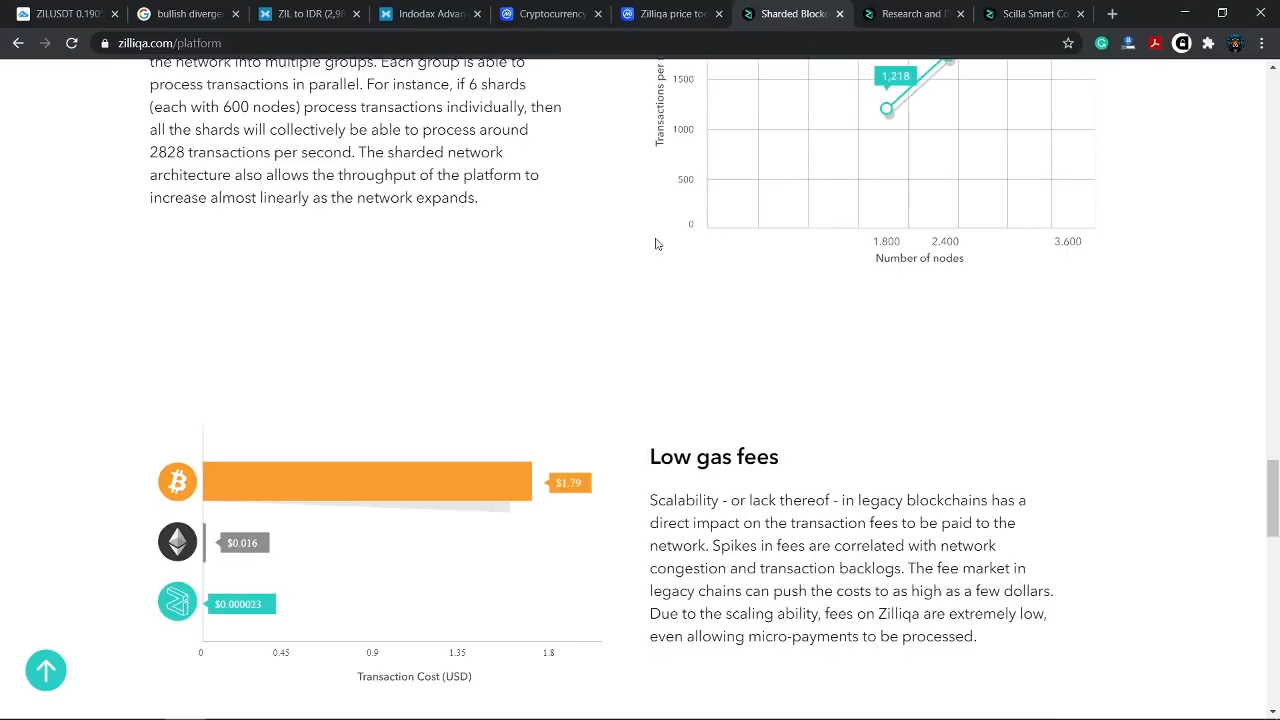 ZILUSDT 0.1905
bullish diverge
ZIL to IDR (2,98
Indodax Advan
Cryptocurrency
Zilliqa price to
Sharded Block
Research and
Scilla Smart Co
zilliqa.com/platform
the network into multiple groups. Each group is able to
process transactions in parallel. For instance, if 6 shards
(each with 600 nodes) process transactions individually, then
all the shards will collectively be able to process around
2828 transactions per second. The sharded network
architecture also allows the throughput of the platform to
increase almost linearly as the network expands.
Transactions per s
1500
1000
500
0
1,218
1.800
2.400
3.600
Number of nodes
$1.79
$0.016
$0.000023
0
0.45
0.9
1.35
1.8
Transaction Cost (USD)
Low gas fees
Scalability - or lack thereof - in legacy blockchains has a
direct impact on the transaction fees to be paid to the
network. Spikes in fees are correlated with network
congestion and transaction backlogs. The fee market in
legacy chains can push the costs to as high as a few dollars.
Due to the scaling ability, fees on Zilliqa are extremely low,
even allowing micro-payments to be processed.